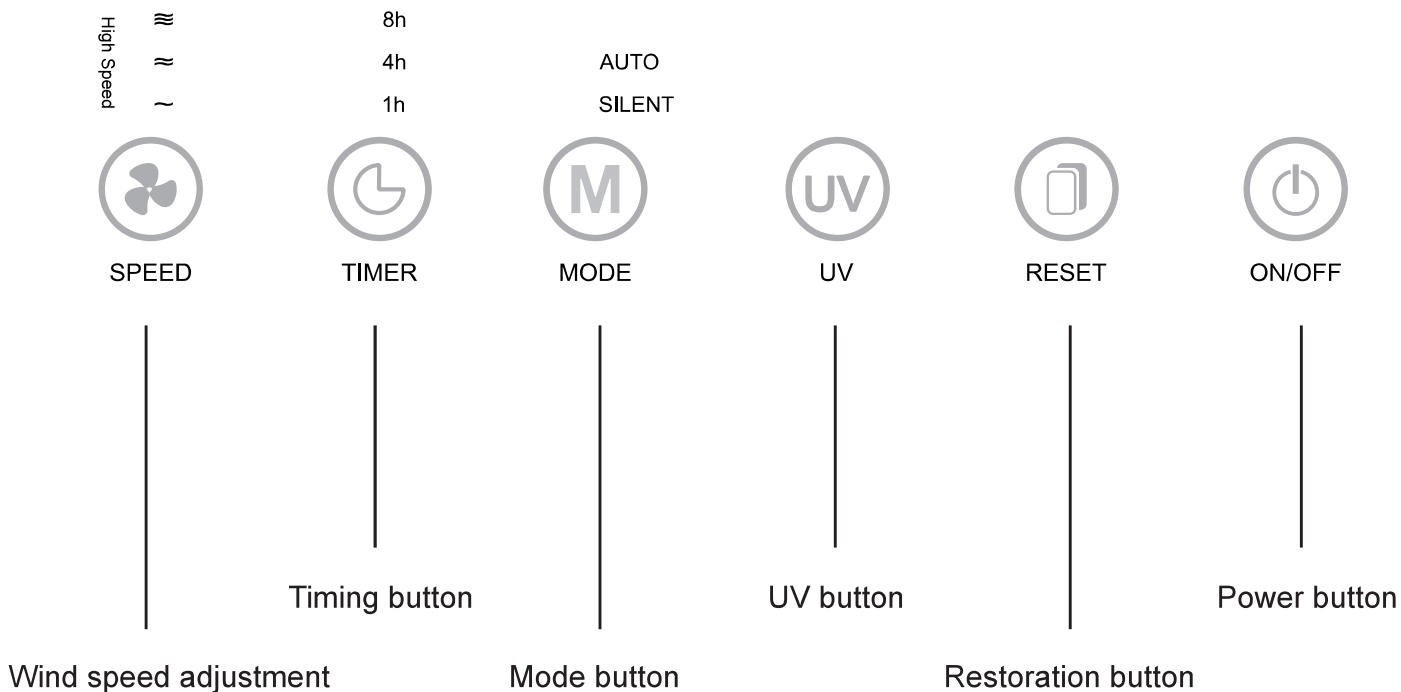 High Speed
≋ 8h
≈ 4h AUTO
~ 1h SILENT
M UV
SPEED TIMER MODE UV RESET ON/OFF
Timing button UV button Power button
Wind speed adjustment Mode button Restoration button